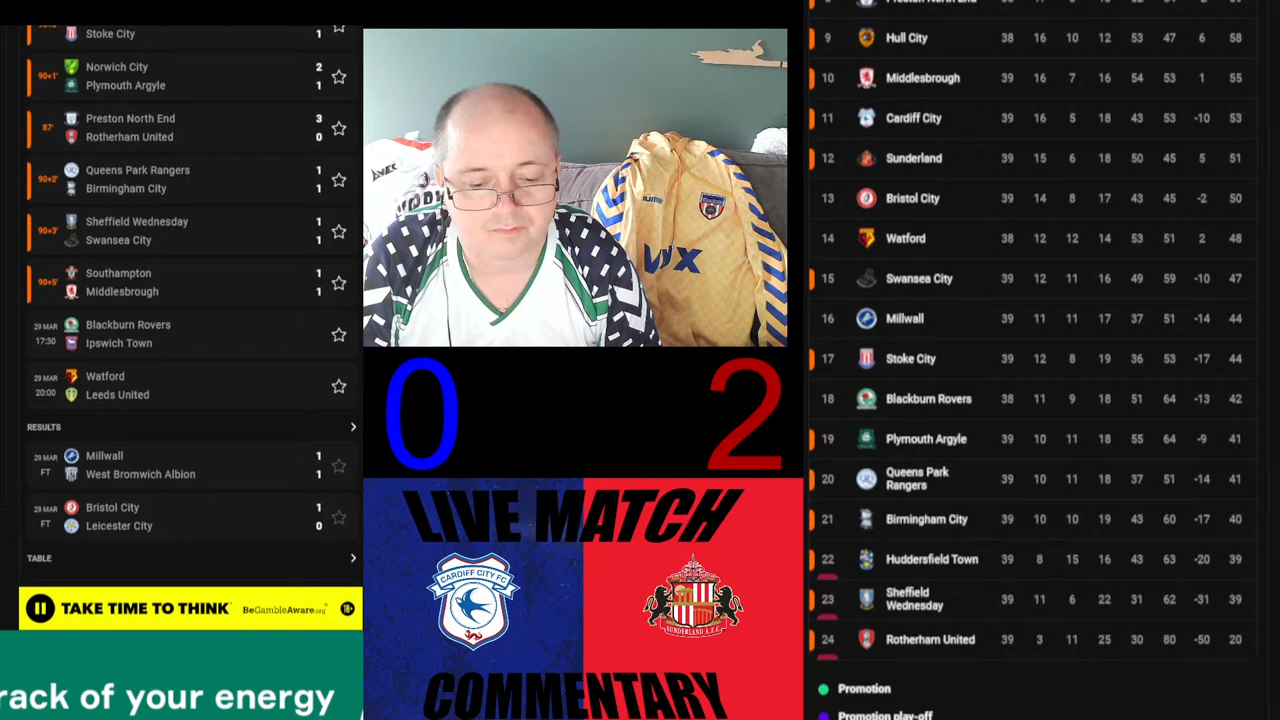 Stoke City 1
90+1' Norwich City 2
Plymouth Argyle 1
87' Preston North End 3
Rotherham United 0
90+2' Queens Park Rangers 1
Birmingham City 1
90+3' Sheffield Wednesday 1
Swansea City 1
90+5' Southampton 1
Middlesbrough 1
29 MAR Blackburn Rovers
17:30 Ipswich Town
29 MAR Watford
20:00 Leeds United
RESULTS
29 MAR Millwall 1
FT West Bromwich Albion 1
29 MAR Bristol City 1
FT Leicester City 0
TABLE
TAKE TIME TO THINK BeGambleAware.org 18+
rack of your energy
hummel
0 2
LIVE MATCH
CARDIFF CITY FC
SUNDERLAND A.F.C.
COMMENTARY
9 Hull City 38 16 10 12 53 47 6 58
10 Middlesbrough 39 16 7 16 54 53 1 55
11 Cardiff City 39 16 5 18 43 53 -10 53
12 Sunderland 39 15 6 18 50 45 5 51
13 Bristol City 39 14 8 17 43 45 -2 50
14 Watford 38 12 12 14 53 51 2 48
15 Swansea City 39 12 11 16 49 59 -10 47
16 Millwall 39 11 11 17 37 51 -14 44
17 Stoke City 39 12 8 19 36 53 -17 44
18 Blackburn Rovers 38 11 9 18 51 64 -13 42
19 Plymouth Argyle 39 10 11 18 55 64 -9 41
20 Queens Park Rangers 39 10 11 18 37 51 -14 41
21 Birmingham City 39 10 10 19 43 60 -17 40
22 Huddersfield Town 39 8 15 16 43 63 -20 39
23 Sheffield Wednesday 39 11 6 22 31 62 -31 39
24 Rotherham United 39 3 11 25 30 80 -50 20
Promotion
Promotion play-off